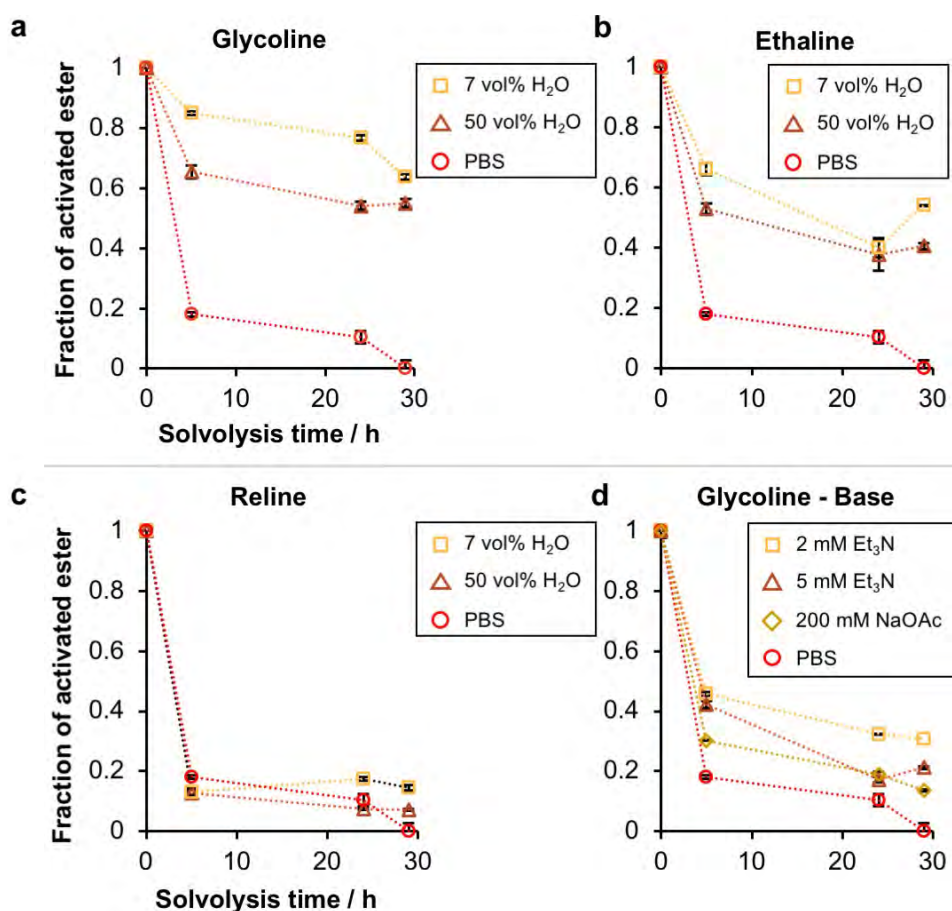 a
Glycoline
Fraction of activated ester
1
0.8
0.6
0.4
0.2
0
0 10 20 30
Solvolysis time / h
7 vol% H₂O
50 vol% H₂O
PBS
b
Ethaline
1
0.8
0.6
0.4
0.2
0
0 10 20 30
7 vol% H₂O
50 vol% H₂O
PBS
c
Reline
Fraction of activated ester
1
0.8
0.6
0.4
0.2
0
0 10 20 30
Solvolysis time / h
7 vol% H₂O
50 vol% H₂O
PBS
d
Glycoline - Base
1
0.8
0.6
0.4
0.2
0
0 10 20 30
2 mM Et₃N
5 mM Et₃N
200 mM NaOAc
PBS